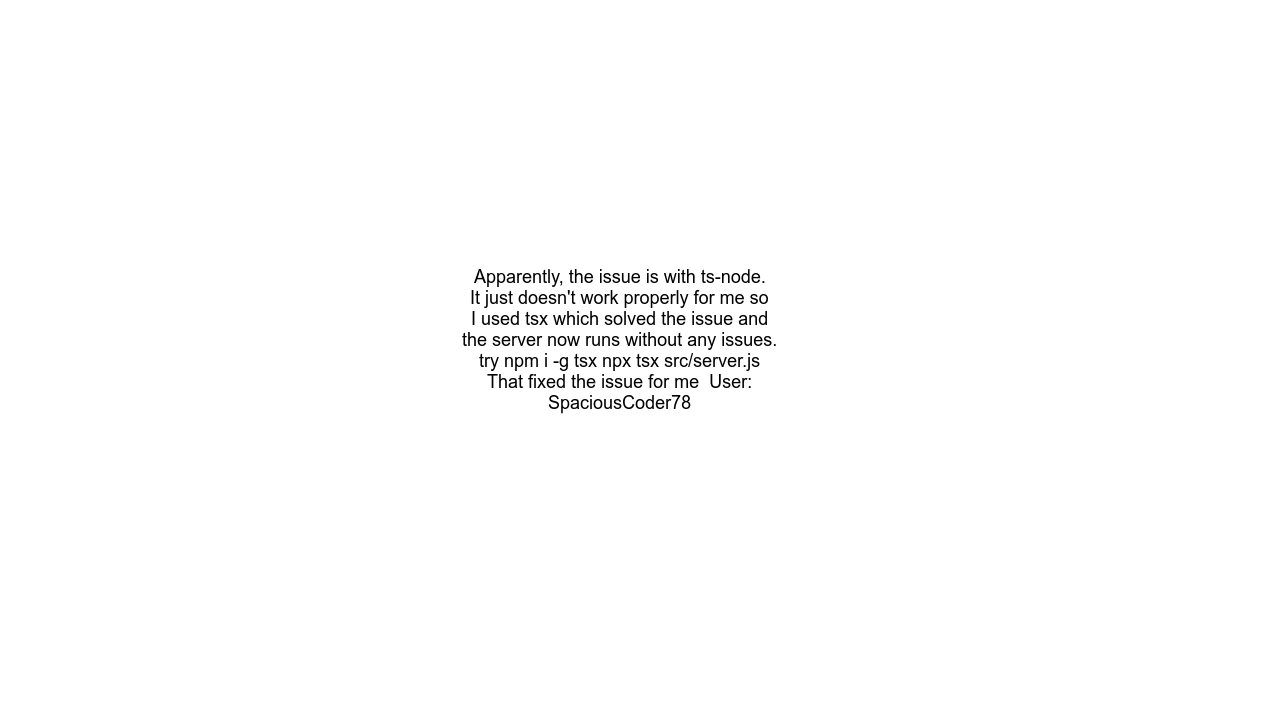 Apparently, the issue is with ts-node.
It just doesn't work properly for me so
I used tsx which solved the issue and
the server now runs without any issues.
try npm i -g tsx npx tsx src/server.js
That fixed the issue for me  User:
SpaciousCoder78